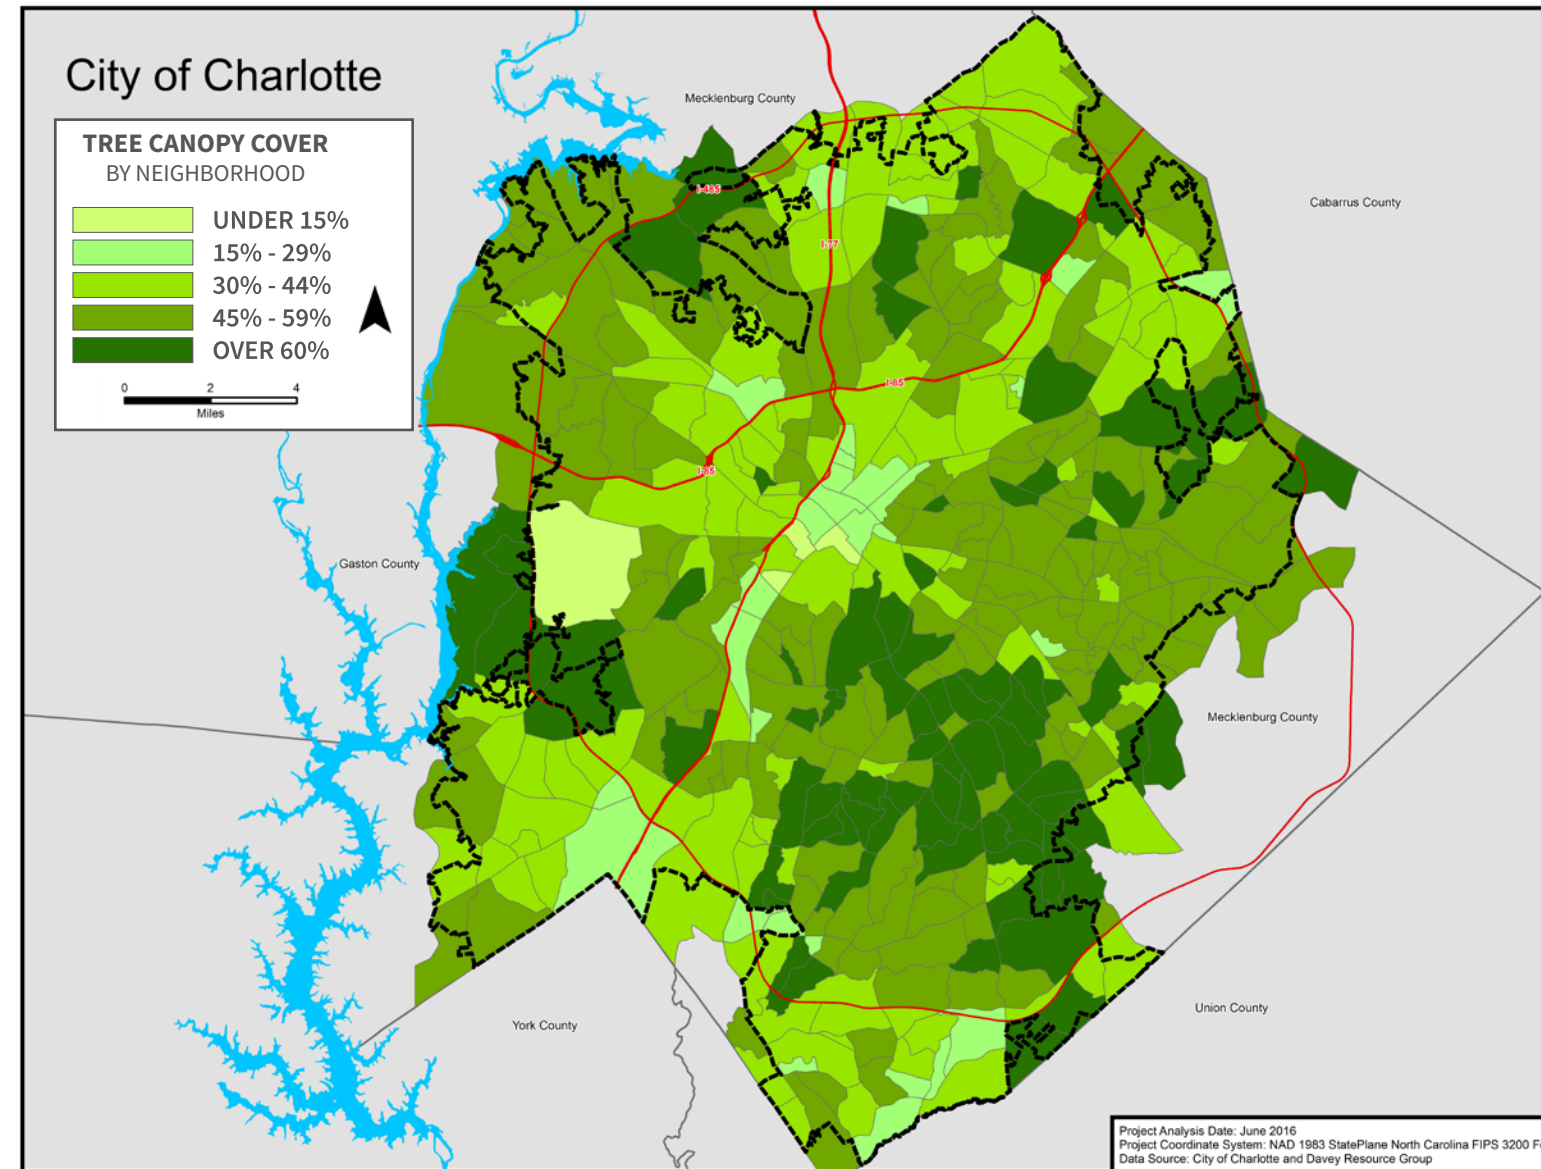 City of Charlotte
TREE CANOPY COVER
BY NEIGHBORHOOD
UNDER 15%
15% - 29%
30% - 44%
45% - 59%
OVER 60%
0 2 4
Miles
Mecklenburg County
Cabarrus County
I-485
I-77
I-85
I-85
Gaston County
Mecklenburg County
Union County
York County
Project Analysis Date: June 2016
Project Coordinate System: NAD 1983 StatePlane North Carolina FIPS 3200 F
Data Source: City of Charlotte and Davey Resource Group